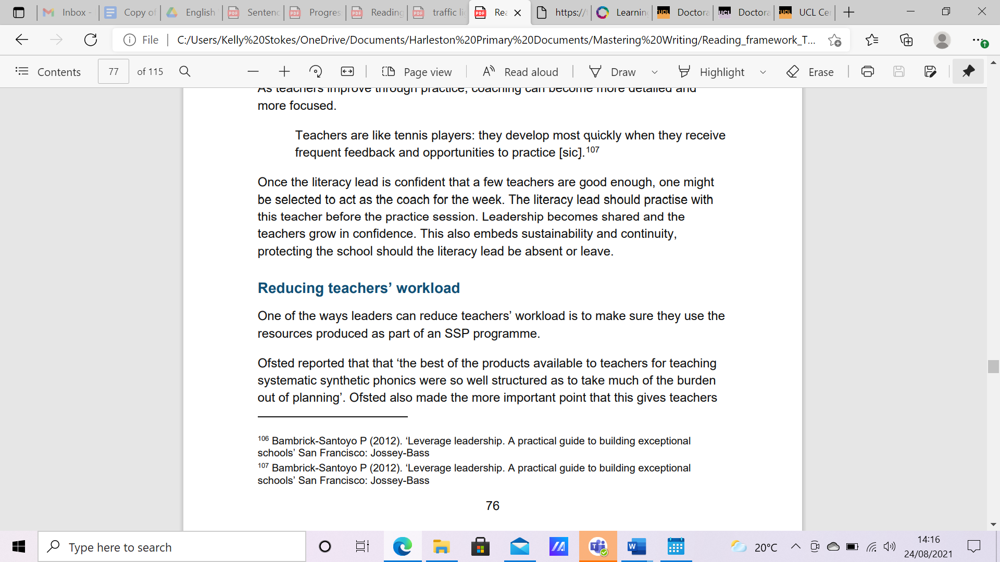 Inbox -
Copy of
English
Sentenc
Progres
Reading
traffic li
Rea
https://
Learning
Doctora
Doctora
UCL Cen
File
C:/Users/Kelly%20Stokes/OneDrive/Documents/Harleston%20Primary%20Documents/Mastering%20Writing/Reading_framework_T...
Contents
77
of 115
Page view
Read aloud
Draw
Highlight
Erase
As teachers improve through practice, coaching can become more detailed and
more focused.
Teachers are like tennis players: they develop most quickly when they receive
frequent feedback and opportunities to practice [sic].107
Once the literacy lead is confident that a few teachers are good enough, one might
be selected to act as the coach for the week. The literacy lead should practise with
this teacher before the practice session. Leadership becomes shared and the
teachers grow in confidence. This also embeds sustainability and continuity,
protecting the school should the literacy lead be absent or leave.
Reducing teachers’ workload
One of the ways leaders can reduce teachers’ workload is to make sure they use the
resources produced as part of an SSP programme.
Ofsted reported that that ‘the best of the products available to teachers for teaching
systematic synthetic phonics were so well structured as to take much of the burden
out of planning’. Ofsted also made the more important point that this gives teachers
106 Bambrick-Santoyo P (2012). ‘Leverage leadership. A practical guide to building exceptional
schools’ San Francisco: Jossey-Bass
107 Bambrick-Santoyo P (2012). ‘Leverage leadership. A practical guide to building exceptional
schools’ San Francisco: Jossey-Bass
76
Type here to search
20°C
14:16
24/08/2021